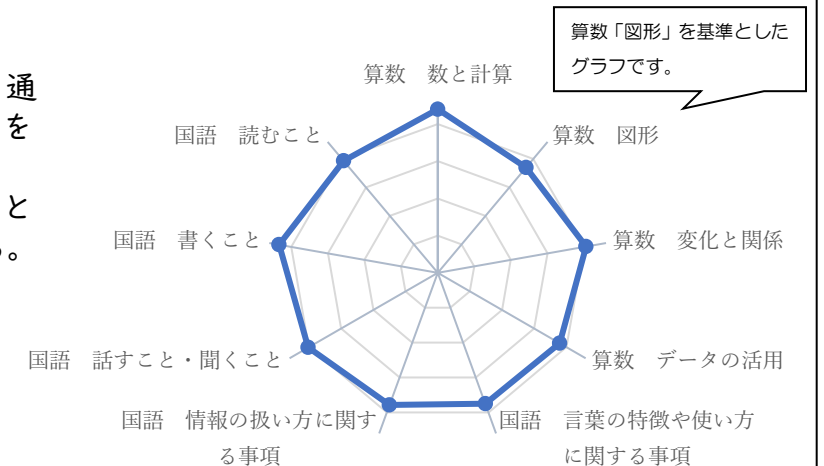 算数「図形」を基準とした
グラフです。
通
を
と
。
算数　数と計算
算数　図形
算数　変化と関係
算数　データの活用
国語　言葉の特徴や使い方
に関する事項
国語　情報の扱い方に関す
る事項
国語　話すこと・聞くこと
国語　書くこと
国語　読むこと